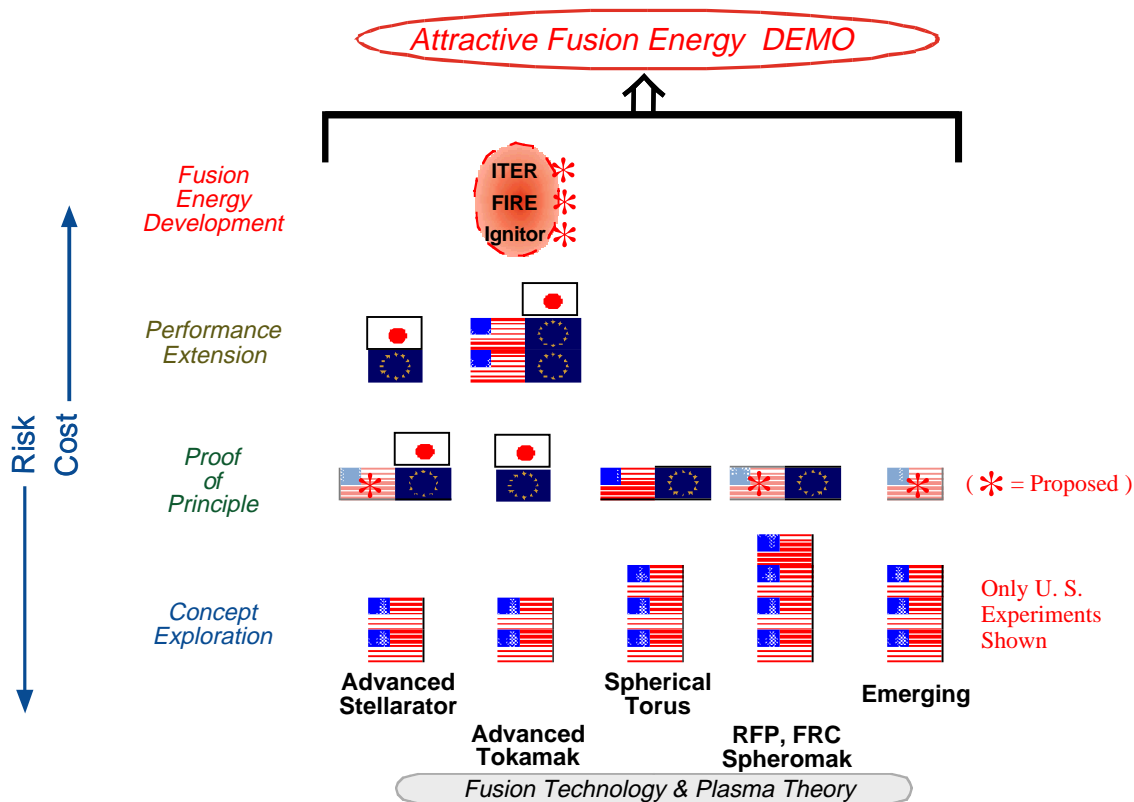 Attractive Fusion Energy DEMO
Fusion
Energy
Development
ITER *
FIRE *
Ignitor *
Performance
Extension
Risk
Cost
Proof
of
Principle
*
*
*
( * = Proposed )
Concept
Exploration
Only U. S.
Experiments
Shown
Advanced
Stellarator
Advanced
Tokamak
Spherical
Torus
RFP, FRC
Spheromak
Emerging
Fusion Technology & Plasma Theory